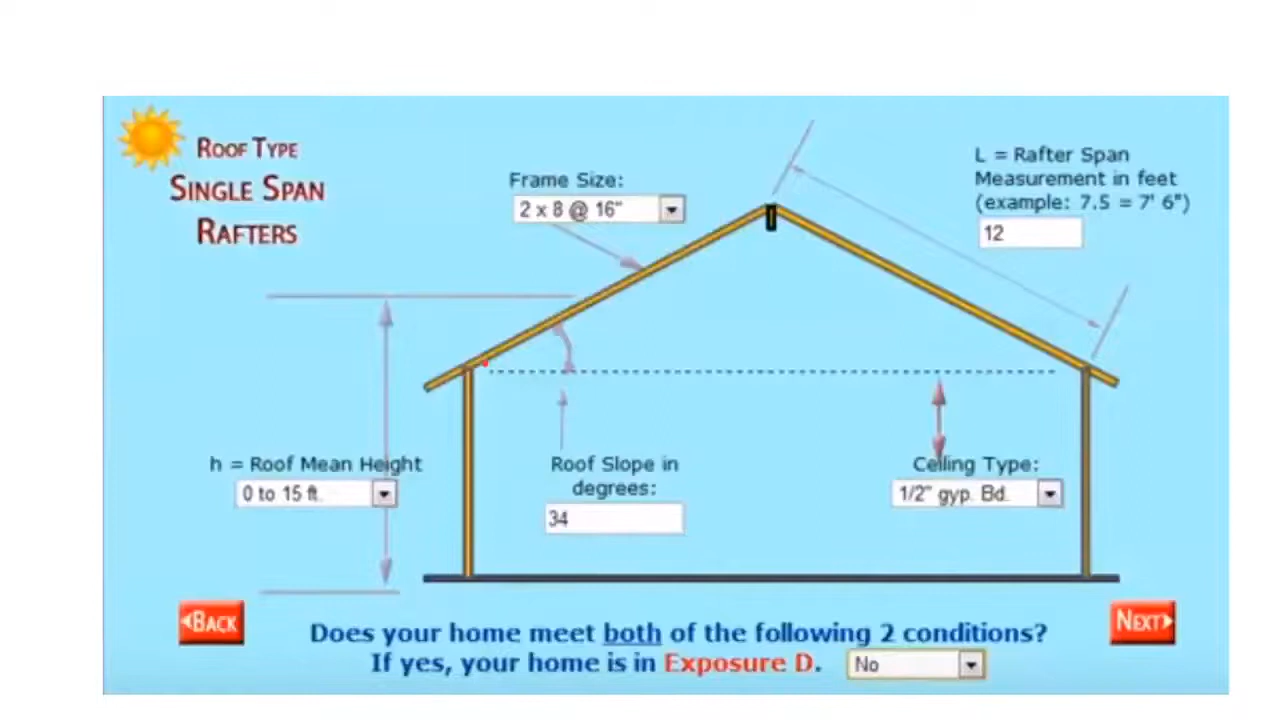 ROOF TYPE
SINGLE SPAN
RAFTERS
Frame Size:
2 x 8 @ 16"
L = Rafter Span
Measurement in feet
(example: 7.5 = 7' 6")
12
h = Roof Mean Height
0 to 15 ft.
Roof Slope in
degrees:
34
Ceiling Type:
1/2" gyp. Bd.
BACK
NEXT
Does your home meet both of the following 2 conditions?
If yes, your home is in Exposure D.
No